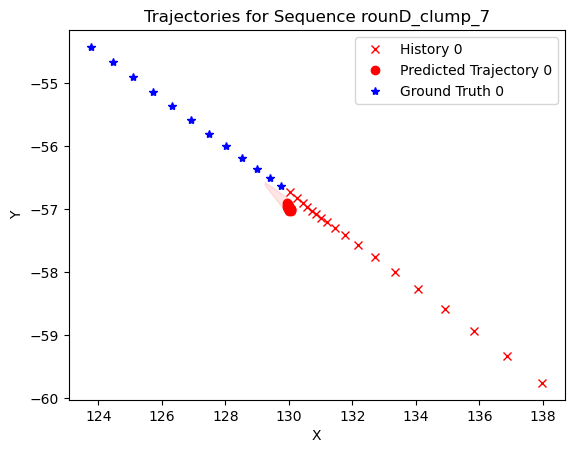 Trajectories for Sequence rounD_clump_7
History 0
Predicted Trajectory 0
Ground Truth 0
−55
−56
−57
−58
−59
−60
Y
124
126
128
130
132
134
136
138
X